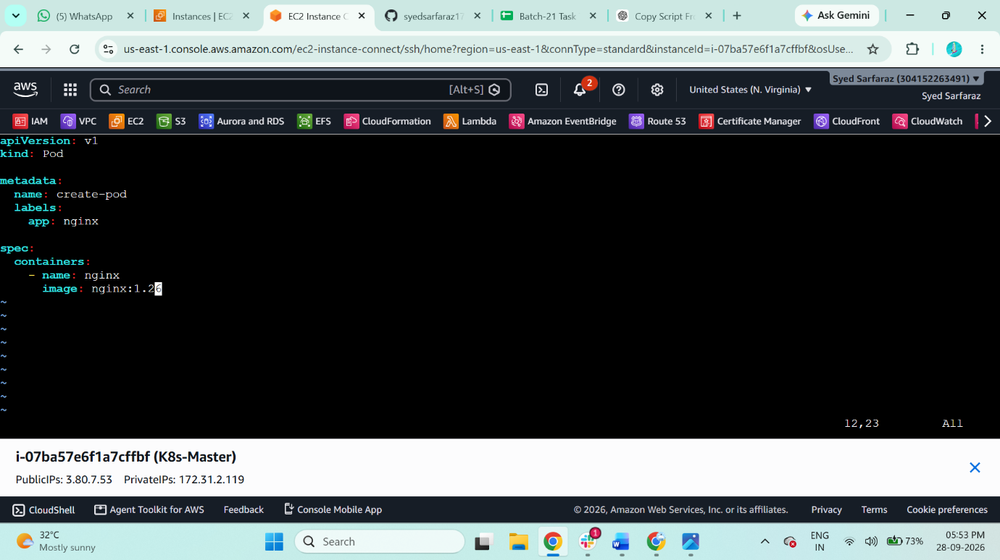 (5) WhatsApp
Instances | EC2
EC2 Instance C
syedsarfaraz17
Batch-21 Task
Copy Script Fro
Ask Gemini
us-east-1.console.aws.amazon.com/ec2-instance-connect/ssh/home?region=us-east-1&connType=standard&instanceId=i-07ba57e6f1a7cffbf&osUse...
aws
Search [Alt+S]
2
United States (N. Virginia) ▼
Syed Sarfaraz (304152263491) ▼
Syed Sarfaraz
IAM VPC EC2 S3 Aurora and RDS EFS CloudFormation Lambda Amazon EventBridge Route 53 Certificate Manager CloudFront CloudWatch
apiVersion: v1
kind: Pod
metadata:
  name: create-pod
  labels:
    app: nginx
spec:
  containers:
    - name: nginx
      image: nginx:1.26
~
~
~
~
~
~
~
~
~
12,23 All
i-07ba57e6f1a7cffbf (K8s-Master)
PublicIPs: 3.80.7.53 PrivateIPs: 172.31.2.119
CloudShell Agent Toolkit for AWS Feedback Console Mobile App © 2026, Amazon Web Services, Inc. or its affiliates. Privacy Terms Cookie preferences
32°C
Mostly sunny
Search
1
ENG
IN
73%
05:53 PM
28-09-2026